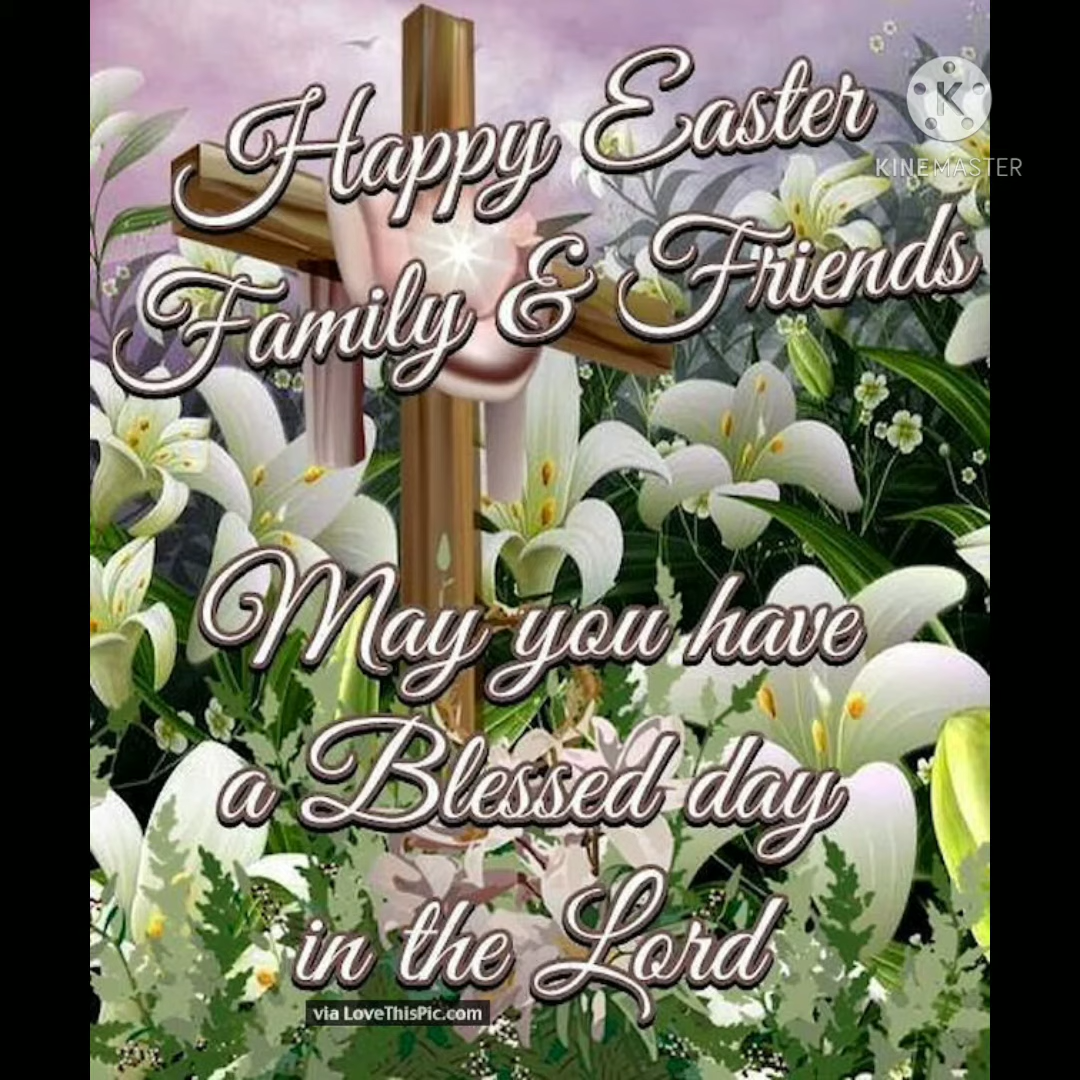 Happy Easter
Family & Friends
May you have
a Blessed day
in the Lord
via LoveThisPic.com
K
KINEMASTER